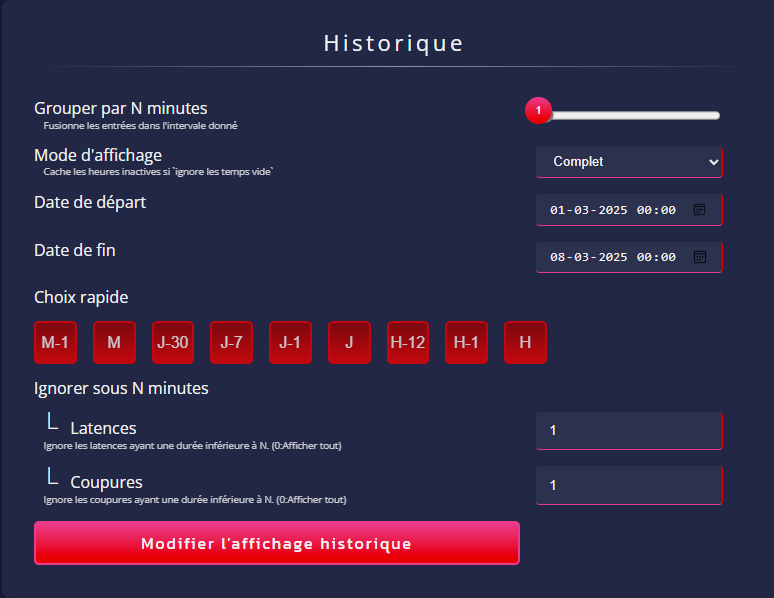 Historique
Grouper par N minutes
1
Fusionne les entrées dans l'intervale donné
Mode d'affichage
Complet
Cache les heures inactives si `ignore les temps vide`
Date de départ
01-03-2025 00:00
Date de fin
08-03-2025 00:00
Choix rapide
M-1 M J-30 J-7 J-1 J H-12 H-1 H
Ignorer sous N minutes
Latences
1
Ignore les latences ayant une durée inférieure à N. (0:Afficher tout)
Coupures
1
Ignore les coupures ayant une durée inférieure à N. (0:Afficher tout)
Modifier l'affichage historique